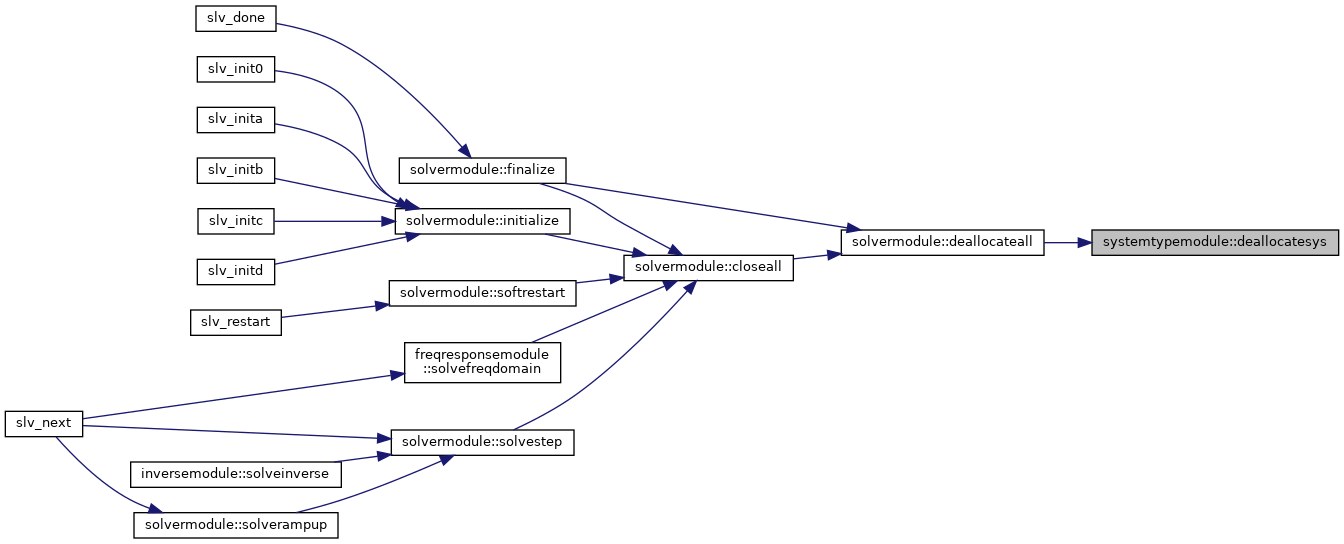 slv_done
slv_init0
slv_inita
slv_initb
slv_initc
slv_initd
slv_restart
slv_next
solvermodule::finalize
solvermodule::initialize
solvermodule::softrestart
freqresponsemodule
::solvefreqdomain
solvermodule::solvestep
inversemodule::solveinverse
solvermodule::solverampup
solvermodule::closeall
solvermodule::deallocateall
systemtypemodule::deallocatesys